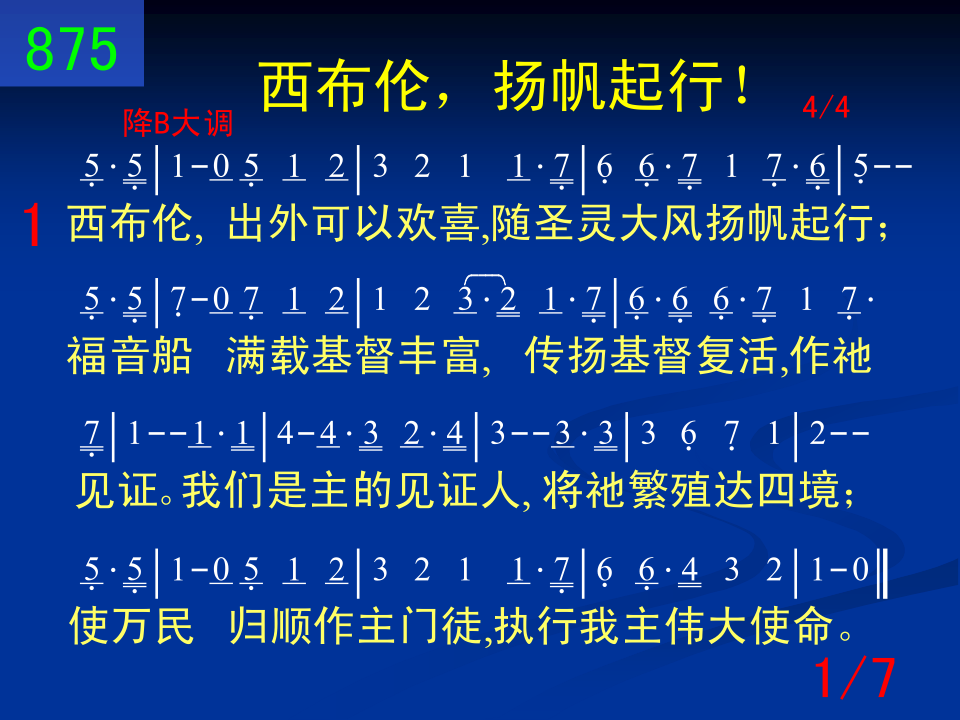 875
西布伦，扬帆起行！
降B大调
4/4
5·5|1-0 5 1 2|3 2 1 1·7|6 6·7 1 7·6|5--
1
西布伦, 出外可以欢喜,随圣灵大风扬帆起行；
5·5|7-0 7 1 2|1 2 3·2 1·7|6·6 6·7 1 7·
福音船 满载基督丰富, 传扬基督复活,作祂
7|1--1·1|4-4·3 2·4|3--3·3|3 6 7 1|2--
见证。我们是主的见证人, 将祂繁殖达四境；
5·5|1-0 5 1 2|3 2 1 1·7|6 6·4 3 2|1-0‖
使万民 归顺作主门徒,执行我主伟大使命。
1/7